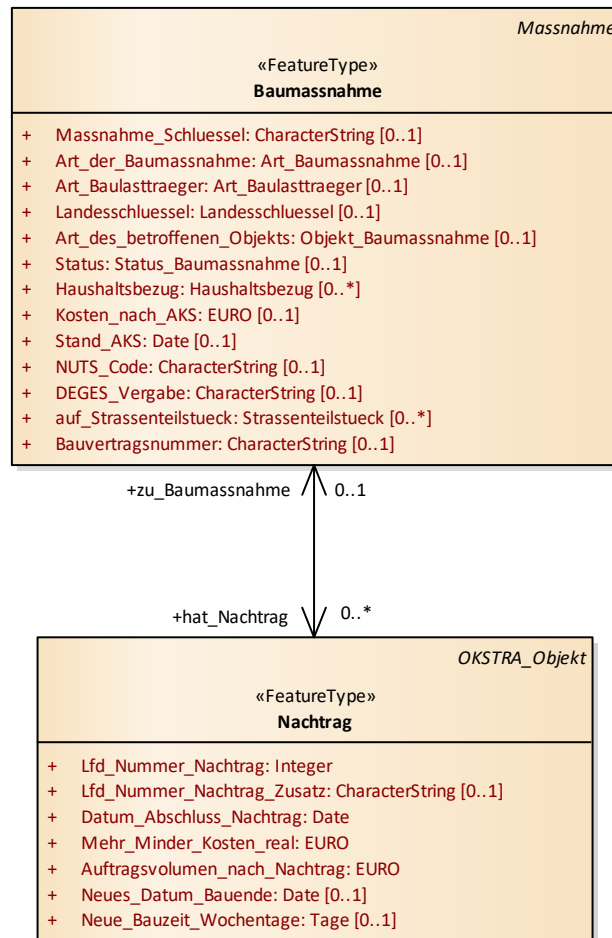 Massnahme
«FeatureType»
Baumassnahme
+ Massnahme_Schluessel: CharacterString [0..1]
+ Art_der_Baumassnahme: Art_Baumassnahme [0..1]
+ Art_Baulasttraeger: Art_Baulasttraeger [0..1]
+ Landesschluessel: Landesschluessel [0..1]
+ Art_des_betroffenen_Objekts: Objekt_Baumassnahme [0..1]
+ Status: Status_Baumassnahme [0..1]
+ Haushaltsbezug: Haushaltsbezug [0..*]
+ Kosten_nach_AKS: EURO [0..1]
+ Stand_AKS: Date [0..1]
+ NUTS_Code: CharacterString [0..1]
+ DEGES_Vergabe: CharacterString [0..1]
+ auf_Strassenteilstueck: Strassenteilstueck [0..*]
+ Bauvertragsnummer: CharacterString [0..1]
+zu_Baumassnahme 0..1
+hat_Nachtrag 0..*
OKSTRA_Objekt
«FeatureType»
Nachtrag
+ Lfd_Nummer_Nachtrag: Integer
+ Lfd_Nummer_Nachtrag_Zusatz: CharacterString [0..1]
+ Datum_Abschluss_Nachtrag: Date
+ Mehr_Minder_Kosten_real: EURO
+ Auftragsvolumen_nach_Nachtrag: EURO
+ Neues_Datum_Bauende: Date [0..1]
+ Neue_Bauzeit_Wochentage: Tage [0..1]